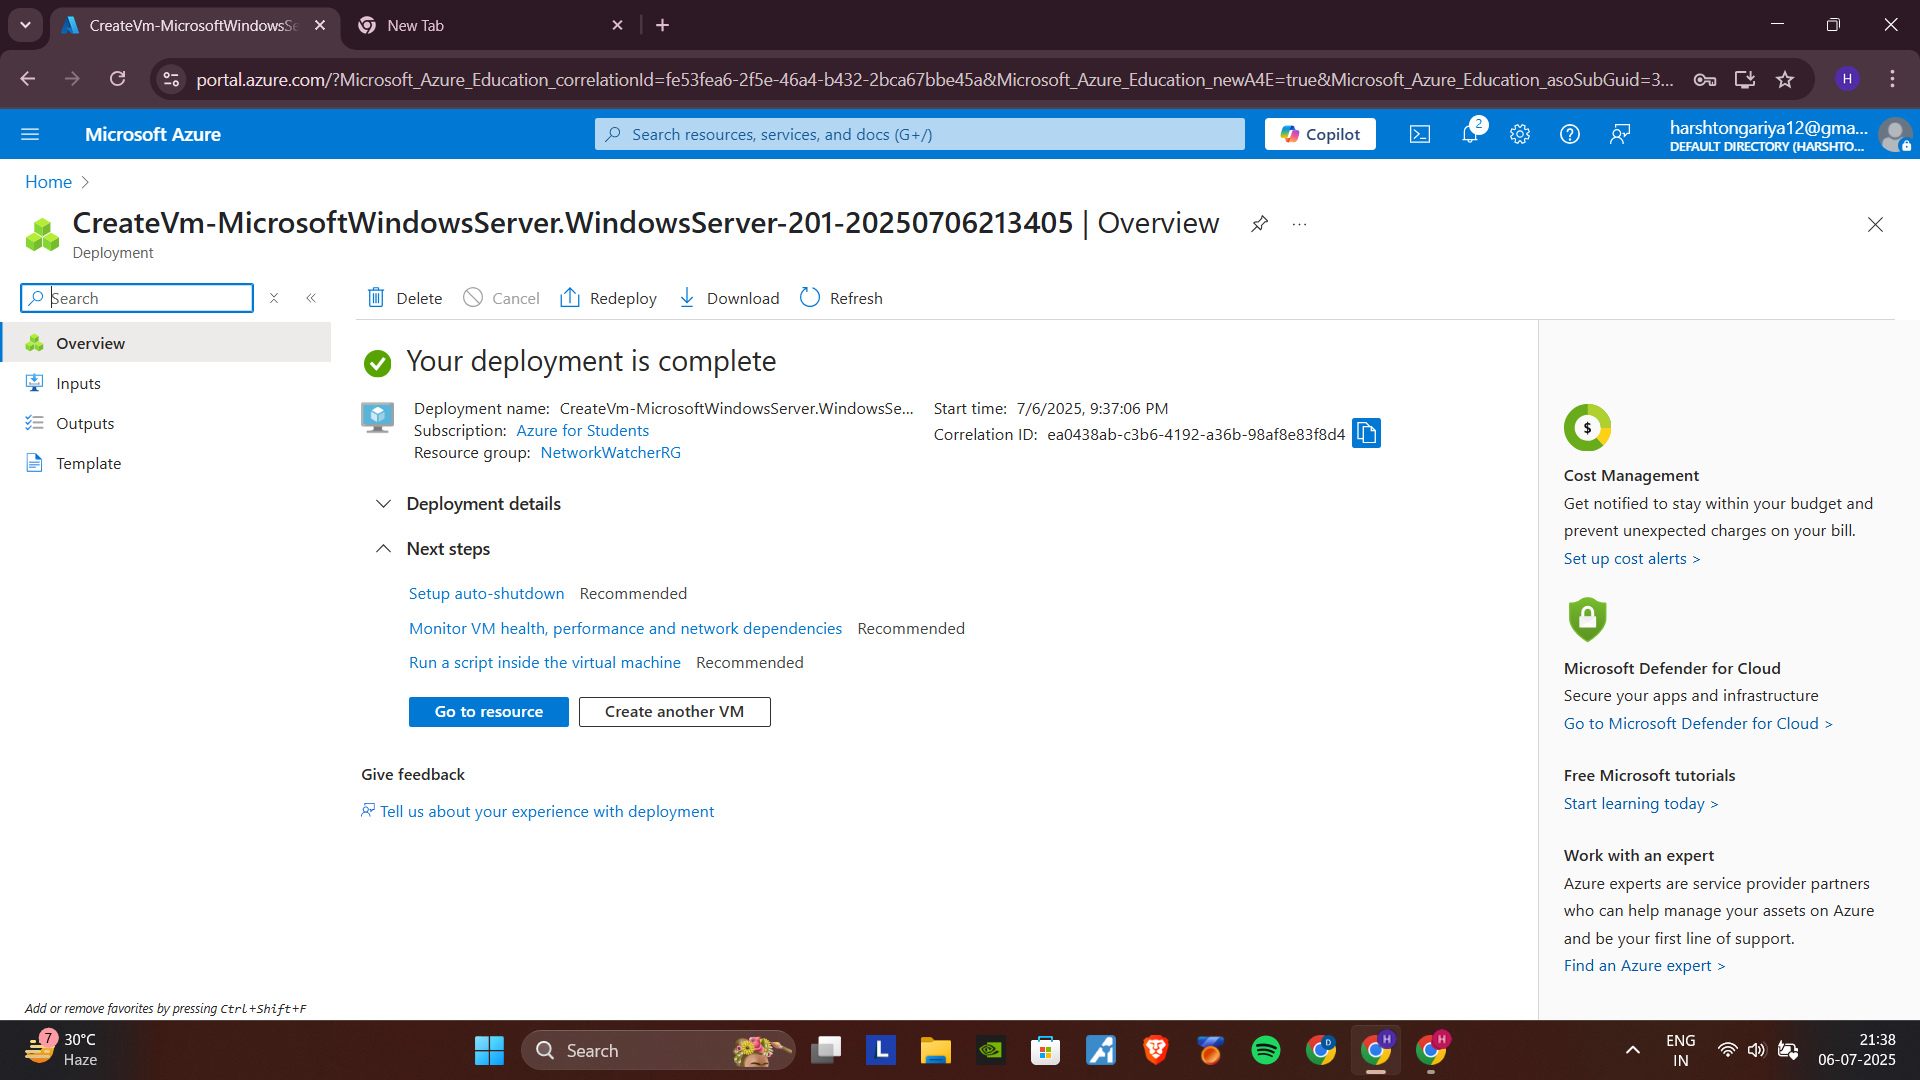 CreateVm-MicrosoftWindowsSe
New Tab
portal.azure.com/?Microsoft_Azure_Education_correlationId=fe53fea6-2f5e-46a4-b432-2bca67bbe45a&Microsoft_Azure_Education_newA4E=true&Microsoft_Azure_Education_asoSubGuid=3...
H
Microsoft Azure
Search resources, services, and docs (G+/)
Copilot
2
harshtongariya12@gma...
DEFAULT DIRECTORY (HARSHTO...
Home
CreateVm-MicrosoftWindowsServer.WindowsServer-201-20250706213405 | Overview
Deployment
Search
Delete
Cancel
Redeploy
Download
Refresh
Overview
Inputs
Outputs
Template
Your deployment is complete
Deployment name: CreateVm-MicrosoftWindowsServer.WindowsSe...
Subscription: Azure for Students
Resource group: NetworkWatcherRG
Start time: 7/6/2025, 9:37:06 PM
Correlation ID: ea0438ab-c3b6-4192-a36b-98af8e83f8d4
Deployment details
Next steps
Setup auto-shutdown Recommended
Monitor VM health, performance and network dependencies Recommended
Run a script inside the virtual machine Recommended
Go to resource
Create another VM
Give feedback
Tell us about your experience with deployment
$
Cost Management
Get notified to stay within your budget and
prevent unexpected charges on your bill.
Set up cost alerts >
Microsoft Defender for Cloud
Secure your apps and infrastructure
Go to Microsoft Defender for Cloud >
Free Microsoft tutorials
Start learning today >
Work with an expert
Azure experts are service provider partners
who can help manage your assets on Azure
and be your first line of support.
Find an Azure expert >
Add or remove favorites by pressing Ctrl+Shift+F
7
30°C
Haze
Search
L
D
H
H
ENG
IN
21:38
06-07-2025